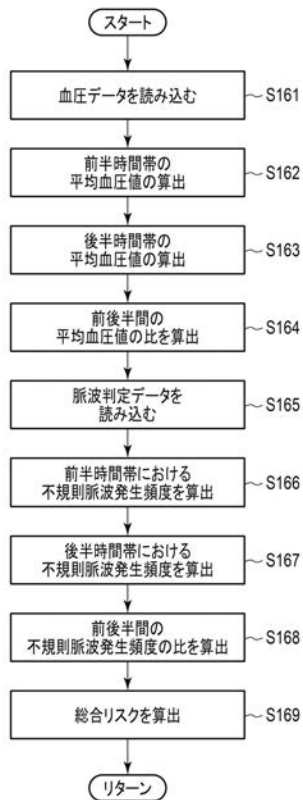 スタート
血圧データを読み込む
S161
前半時間帯の
平均血圧値の算出
S162
後半時間帯の
平均血圧値の算出
S163
前後半間の
平均血圧値の比を算出
S164
脈波判定データを
読み込む
S165
前半時間帯における
不規則脈波発生頻度を算出
S166
後半時間帯における
不規則脈波発生頻度を算出
S167
前後半間の
不規則脈波発生頻度の比を算出
S168
総合リスクを算出
S169
リターン